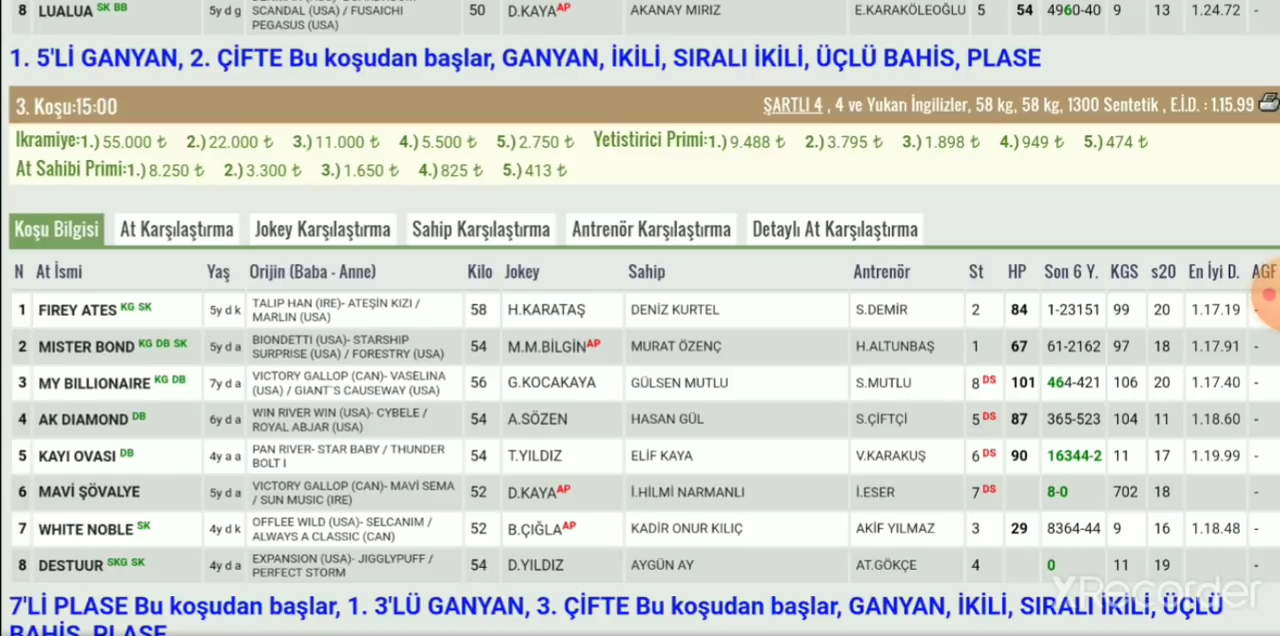 8 LUALUA SK BB 5y d g SCANDAL (USA) / FUSAICHI PEGASUS (USA) 50 D.KAYA AP AKANAY MIRIZ E.KARAKÖLEOĞLU 5 54 4960-40 9 13 1.24.72 -
1. 5'Lİ GANYAN, 2. ÇİFTE Bu koşudan başlar, GANYAN, İKİLİ, SIRALI İKİLİ, ÜÇLÜ BAHİS, PLASE
3. Koşu:15:00 ŞARTLI 4 , 4 ve Yukarı İngilizler, 58 kg, 58 kg, 1300 Sentetik , E.İ.D. : 1.15.99
Ikramiye:1.) 55.000 ₺ 2.) 22.000 ₺ 3.) 11.000 ₺ 4.) 5.500 ₺ 5.) 2.750 ₺ Yetistirici Primi:1.) 9.488 ₺ 2.) 3.795 ₺ 3.) 1.898 ₺ 4.) 949 ₺ 5.) 474 ₺
At Sahibi Primi:1.) 8.250 ₺ 2.) 3.300 ₺ 3.) 1.650 ₺ 4.) 825 ₺ 5.) 413 ₺
Koşu Bilgisi At Karşılaştırma Jokey Karşılaştırma Sahip Karşılaştırma Antrenör Karşılaştırma Detaylı At Karşılaştırma
N At İsmi Yaş Orijin (Baba - Anne) Kilo Jokey Sahip Antrenör St HP Son 6 Y. KGS s20 En İyi D. AGF
1 FIREY ATES KG SK 5y d k TALIP HAN (IRE)- ATEŞİN KIZI / MARLIN (USA) 58 H.KARATAŞ DENİZ KURTEL S.DEMİR 2 84 1-23151 99 20 1.17.19 -
2 MISTER BOND KG DB SK 5y d a BIONDETTI (USA)- STARSHIP SURPRISE (USA) / FORESTRY (USA) 54 M.M.BİLGİN AP MURAT ÖZENÇ H.ALTUNBAŞ 1 67 61-2162 97 18 1.17.91 -
3 MY BILLIONAIRE KG DB 7y d a VICTORY GALLOP (CAN)- VASELINA (USA) / GIANT`S CAUSEWAY (USA) 56 G.KOCAKAYA GÜLSEN MUTLU S.MUTLU 8 DS 101 464-421 106 20 1.17.40 -
4 AK DIAMOND DB 6y d a WIN RIVER WIN (USA)- CYBELE / ROYAL ABJAR (USA) 54 A.SÖZEN HASAN GÜL S.ÇİFTÇİ 5 DS 87 365-523 104 11 1.18.60 -
5 KAYI OVASI DB 4y a a PAN RIVER- STAR BABY / THUNDER BOLT I 54 T.YILDIZ ELİF KAYA V.KARAKUŞ 6 DS 90 16344-2 11 17 1.19.99 -
6 MAVİ ŞÖVALYE 5y d a VICTORY GALLOP (CAN)- MAVİ SEMA / SUN MUSIC (IRE) 52 D.KAYA AP İ.HİLMİ NARMANLI İ.ESER 7 DS 8-0 702 18 -
7 WHITE NOBLE SK 4y d k OFFLEE WILD (USA)- SELCANIM / ALWAYS A CLASSIC (CAN) 52 B.ÇIĞLA AP KADİR ONUR KILIÇ AKİF YILMAZ 3 29 8364-44 9 16 1.18.48 -
8 DESTUUR SKG SK 4y d a EXPANSION (USA)- JIGGLYPUFF / PERFECT STORM 54 D.YILDIZ AYGÜN AY AT.GÖKÇE 4 0 11 19 -
XRecorder
7'Lİ PLASE Bu koşudan başlar, 1. 3'LÜ GANYAN, 3. ÇİFTE Bu koşudan başlar, GANYAN, İKİLİ, SIRALI İKİLİ, ÜÇLÜ
BAHİS, PLASE